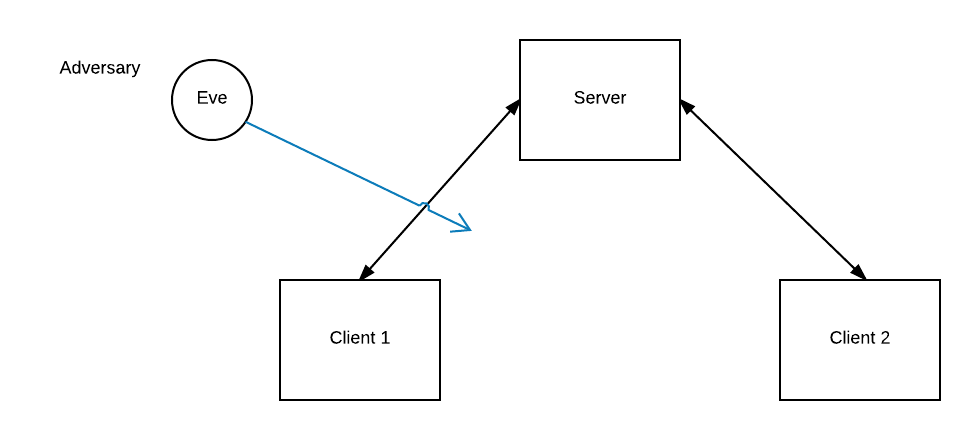 Adversary
Eve
Server
Client 1
Client 2